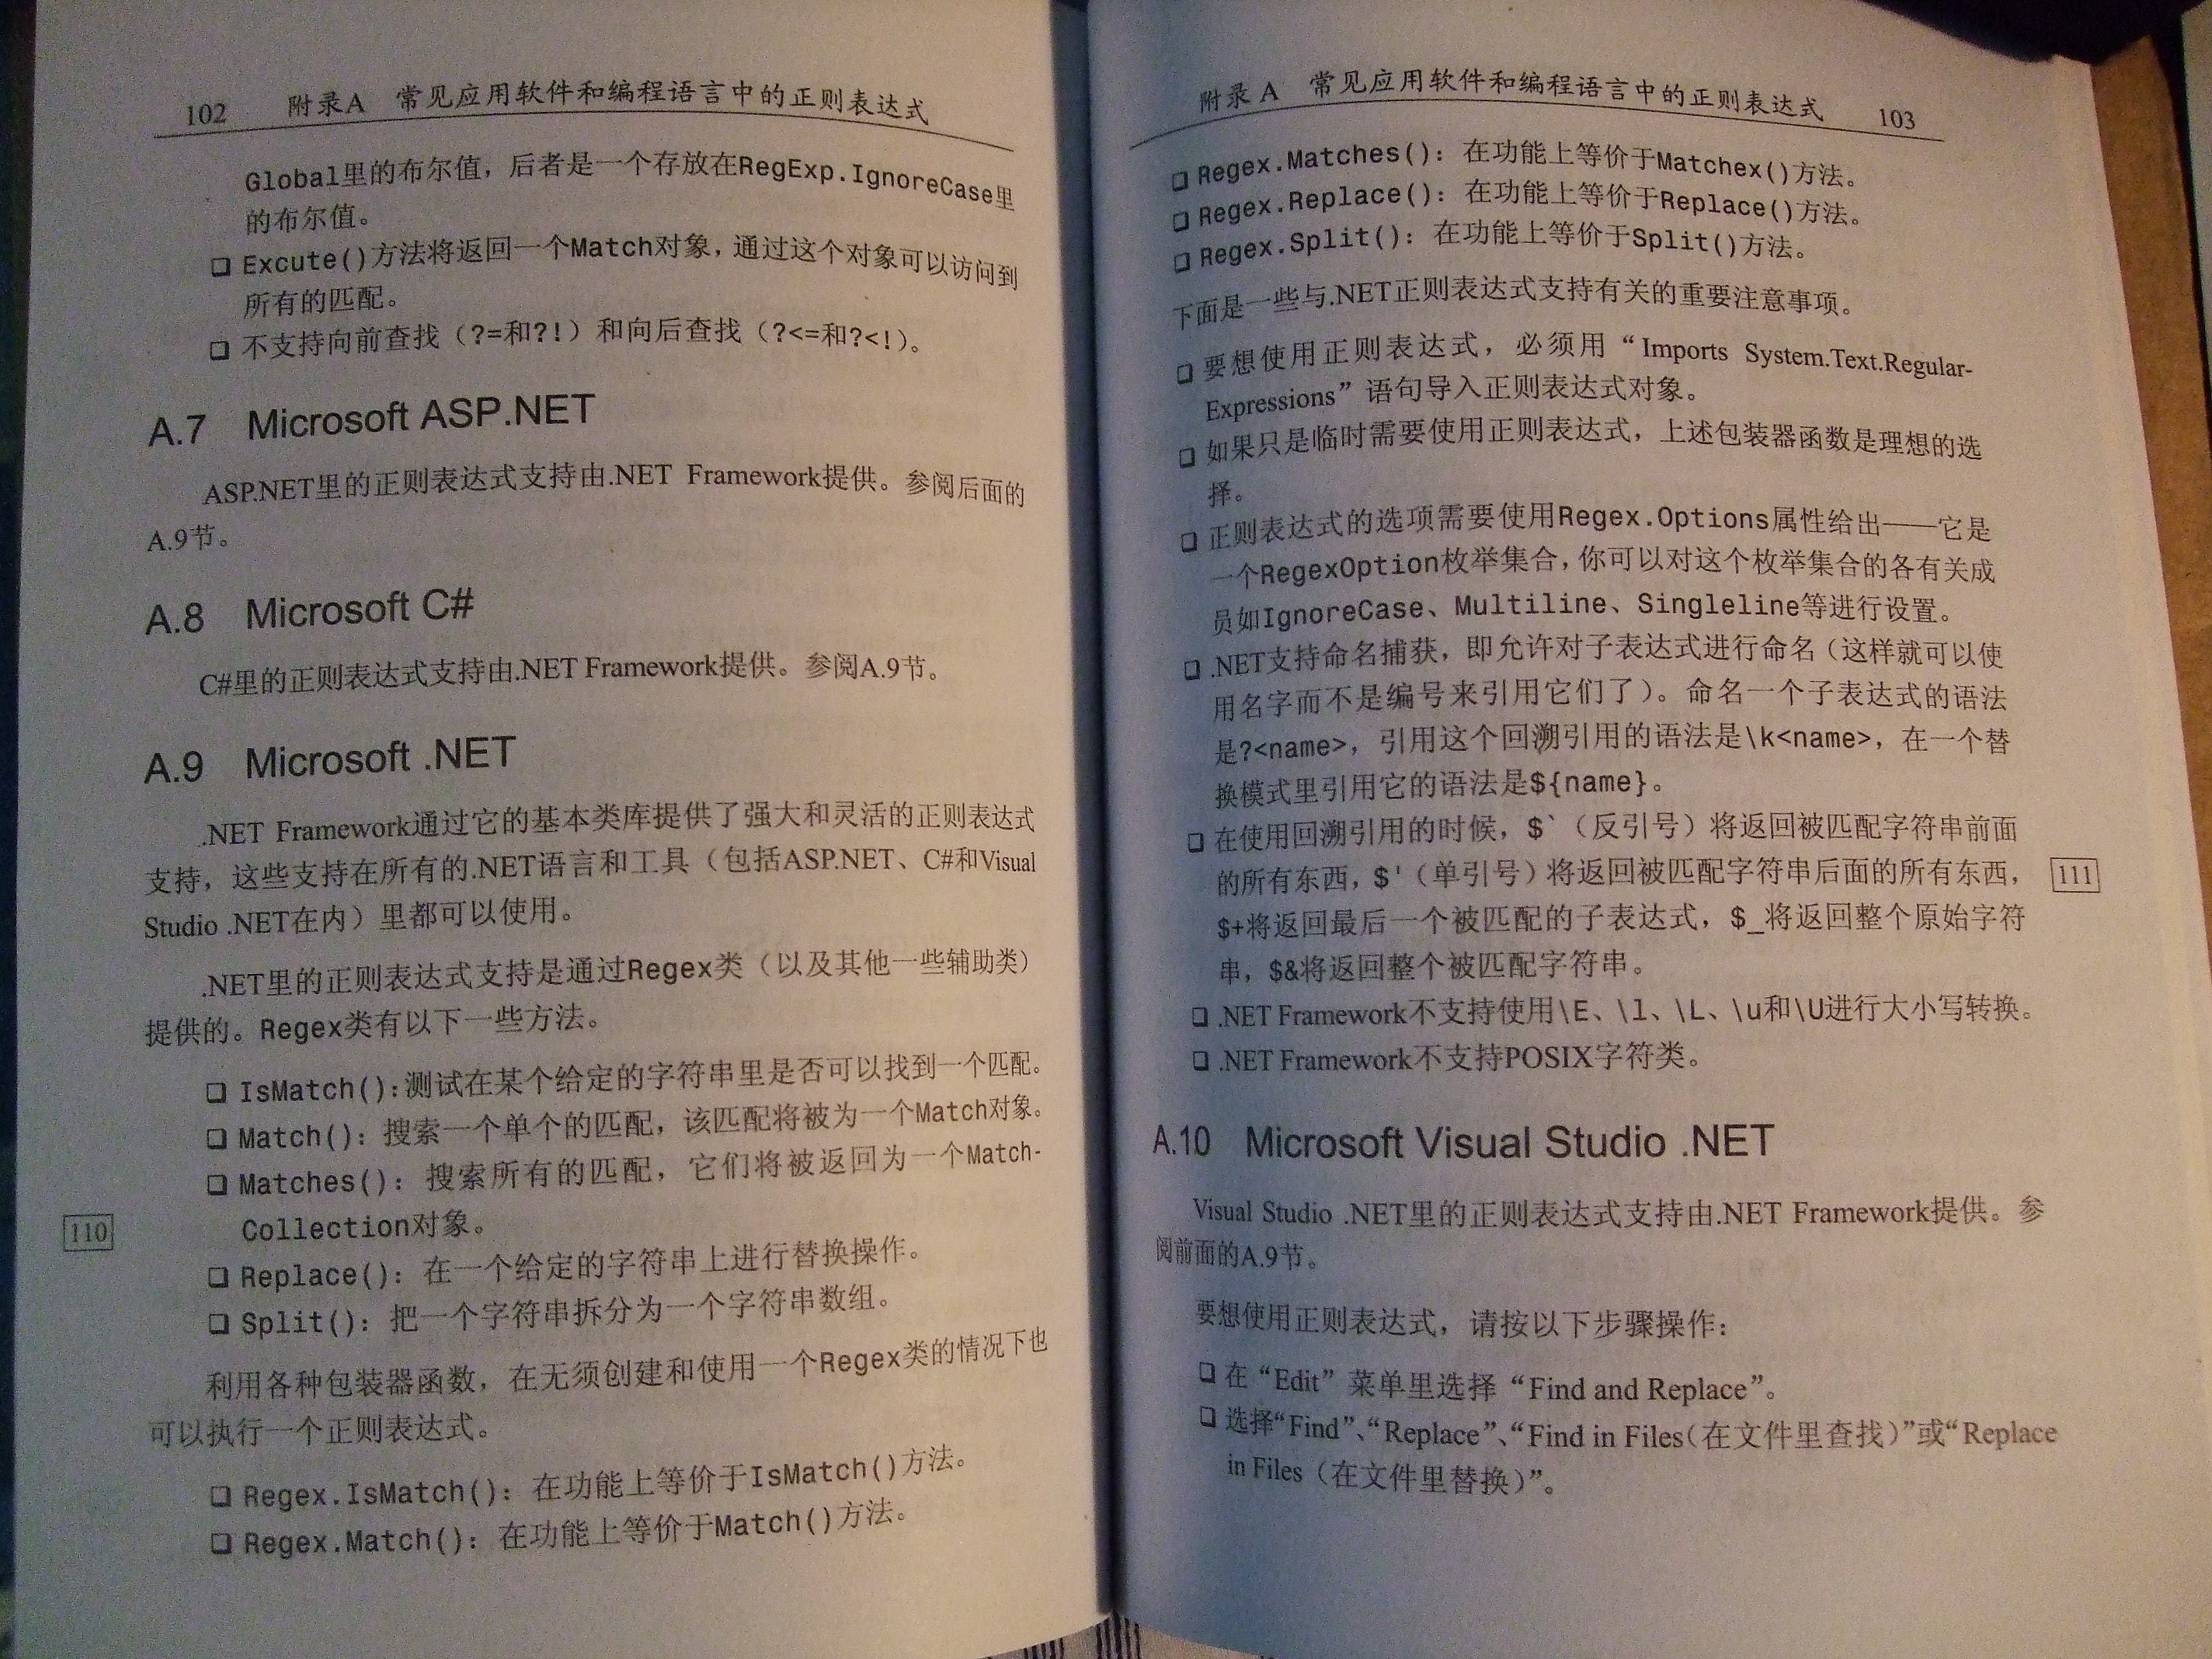 102 附录A 常见应用软件和编程语言中的正则表达式
Global里的布尔值，后者是一个存放在RegExp.IgnoreCase里
的布尔值。
❏ Excute()方法将返回一个Match对象，通过这个对象可以访问到
所有的匹配。
❏ 不支持向前查找（?=和?!）和向后查找（?<=和?<!）。
A.7 Microsoft ASP.NET
ASP.NET里的正则表达式支持由.NET Framework提供。参阅后面的
A.9节。
A.8 Microsoft C#
C#里的正则表达式支持由.NET Framework提供。参阅A.9节。
A.9 Microsoft .NET
.NET Framework通过它的基本类库提供了强大和灵活的正则表达式
支持，这些支持在所有的.NET语言和工具（包括ASP.NET、C#和Visual
Studio .NET在内）里都可以使用。
.NET里的正则表达式支持是通过Regex类（以及其他一些辅助类）
提供的。Regex类有以下一些方法。
❏ IsMatch()：测试在某个给定的字符串里是否可以找到一个匹配。
❏ Match()：搜索一个单个的匹配，该匹配将被为一个Match对象。
❏ Matches()：搜索所有的匹配，它们将被返回为一个Match-
Collection对象。
110
❏ Replace()：在一个给定的字符串上进行替换操作。
❏ Split()：把一个字符串拆分为一个字符串数组。
利用各种包装器函数，在无须创建和使用一个Regex类的情况下也
可以执行一个正则表达式。
❏ Regex.IsMatch()：在功能上等价于IsMatch()方法。
❏ Regex.Match()：在功能上等价于Match()方法。
附录 A 常见应用软件和编程语言中的正则表达式 103
❏ Regex.Matches()：在功能上等价于Matchex()方法。
❏ Regex.Replace()：在功能上等价于Replace()方法。
❏ Regex.Split()：在功能上等价于Split()方法。
下面是一些与.NET正则表达式支持有关的重要注意事项。
❏ 要想使用正则表达式，必须用“Imports System.Text.Regular-
Expressions”语句导入正则表达式对象。
❏ 如果只是临时需要使用正则表达式，上述包装器函数是理想的选
择。
❏ 正则表达式的选项需要使用Regex.Options属性给出——它是
一个RegexOption枚举集合，你可以对这个枚举集合的各有关成
员如IgnoreCase、Multiline、Singleline等进行设置。
❏ .NET支持命名捕获，即允许对子表达式进行命名（这样就可以使
用名字而不是编号来引用它们了）。命名一个子表达式的语法
是?<name>，引用这个回溯引用的语法是\k<name>，在一个替
换模式里引用它的语法是${name}。
❏ 在使用回溯引用的时候，$`（反引号）将返回被匹配字符串前面
的所有东西，$'（单引号）将返回被匹配字符串后面的所有东西， 111
$+将返回最后一个被匹配的子表达式，$_将返回整个原始字符
串，$&将返回整个被匹配字符串。
❏ .NET Framework不支持使用\E、\l、\L、\u和\U进行大小写转换。
❏ .NET Framework不支持POSIX字符类。
A.10 Microsoft Visual Studio .NET
Visual Studio .NET里的正则表达式支持由.NET Framework提供。参
阅前面的A.9节。
要想使用正则表达式，请按以下步骤操作：
❏ 在“Edit”菜单里选择“Find and Replace”。
❏ 选择“Find”、“Replace”、“Find in Files（在文件里查找）”或“Replace
in Files（在文件里替换）”。